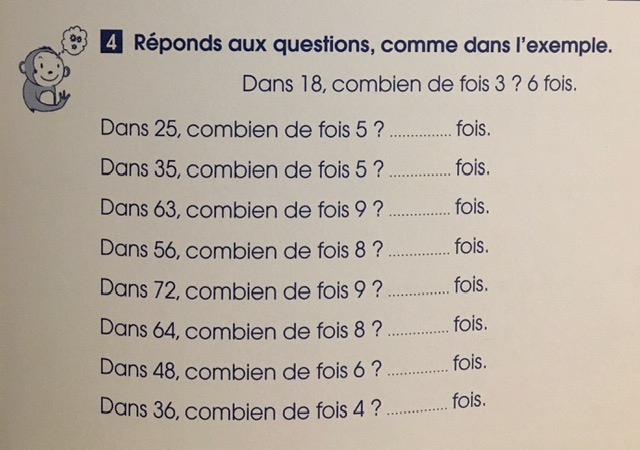 4 Réponds aux questions, comme dans l'exemple.
Dans 18, combien de fois 3 ? 6 fois.
Dans 25, combien de fois 5 ? .............. fois.
Dans 35, combien de fois 5 ? .............. fois.
Dans 63, combien de fois 9 ? .............. fois.
Dans 56, combien de fois 8 ? .............. fois.
Dans 72, combien de fois 9 ? .............. fois.
Dans 64, combien de fois 8 ? .............. fois.
Dans 48, combien de fois 6 ? .............. fois.
Dans 36, combien de fois 4 ? .............. fois.